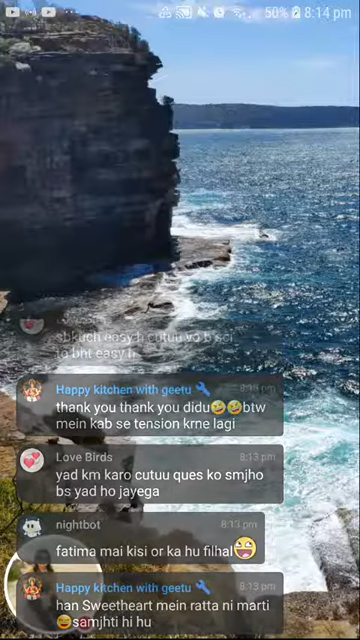 50% 8:14 pm
sbkuch easy h cutuu vo b sci
to bht easy h
Happy kitchen with geetu 8:13 pm
thank you thank you didu🤣🤣btw
mein kab se tension krne lagi
Love Birds 8:13 pm
yad km karo cutuu ques ko smjho
bs yad ho jayega
nightbot 8:13 pm
fatima mai kisi or ka hu filhal😄
Happy kitchen with geetu 8:13 pm
han Sweetheart mein ratta ni marti
😅samjhti hi hu